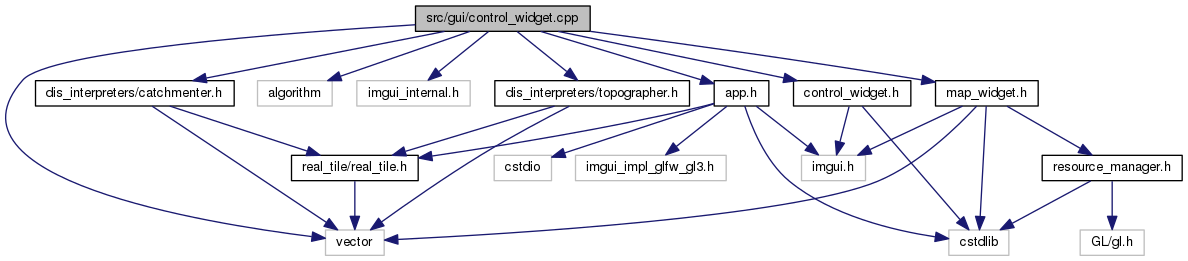 src/gui/control_widget.cpp
dis_interpreters/catchmenter.h
algorithm
imgui_internal.h
dis_interpreters/topographer.h
app.h
control_widget.h
map_widget.h
real_tile/real_tile.h
cstdio
imgui_impl_glfw_gl3.h
imgui.h
resource_manager.h
vector
cstdlib
GL/gl.h